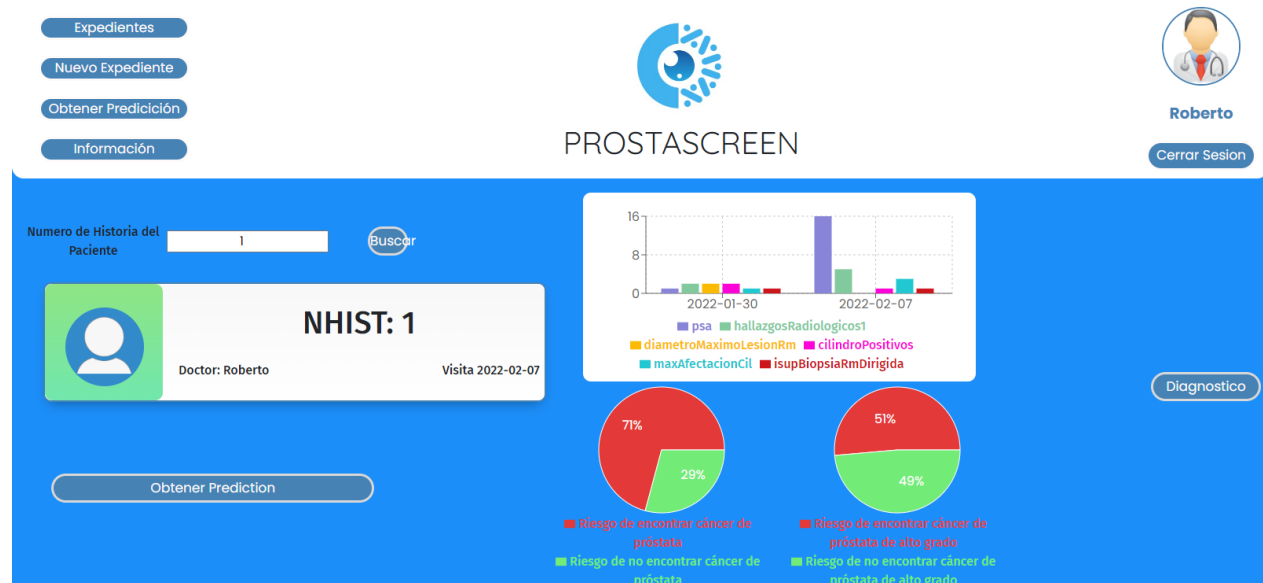 Expedientes
Nuevo Expediente
Obtener Predicición
Información
PROSTASCREEN
Roberto
Cerrar Sesion
Numero de Historia del
Paciente
1
Buscar
NHIST: 1
Doctor: Roberto
Visita 2022-02-07
Obtener Prediction
16
8
0
2022-01-30
2022-02-07
psa
hallazgosRadiologicos1
diametroMaximoLesionRm
cilindroPositivos
maxAfectacionCil
isupBiopsiaRmDirigida
71%
29%
Riesgo de encontrar cáncer de
próstata
Riesgo de no encontrar cáncer de
próstata
51%
49%
Riesgo de encontrar cáncer de
próstata de alto grado
Riesgo de no encontrar cáncer de
próstata de alto grado
Diagnostico